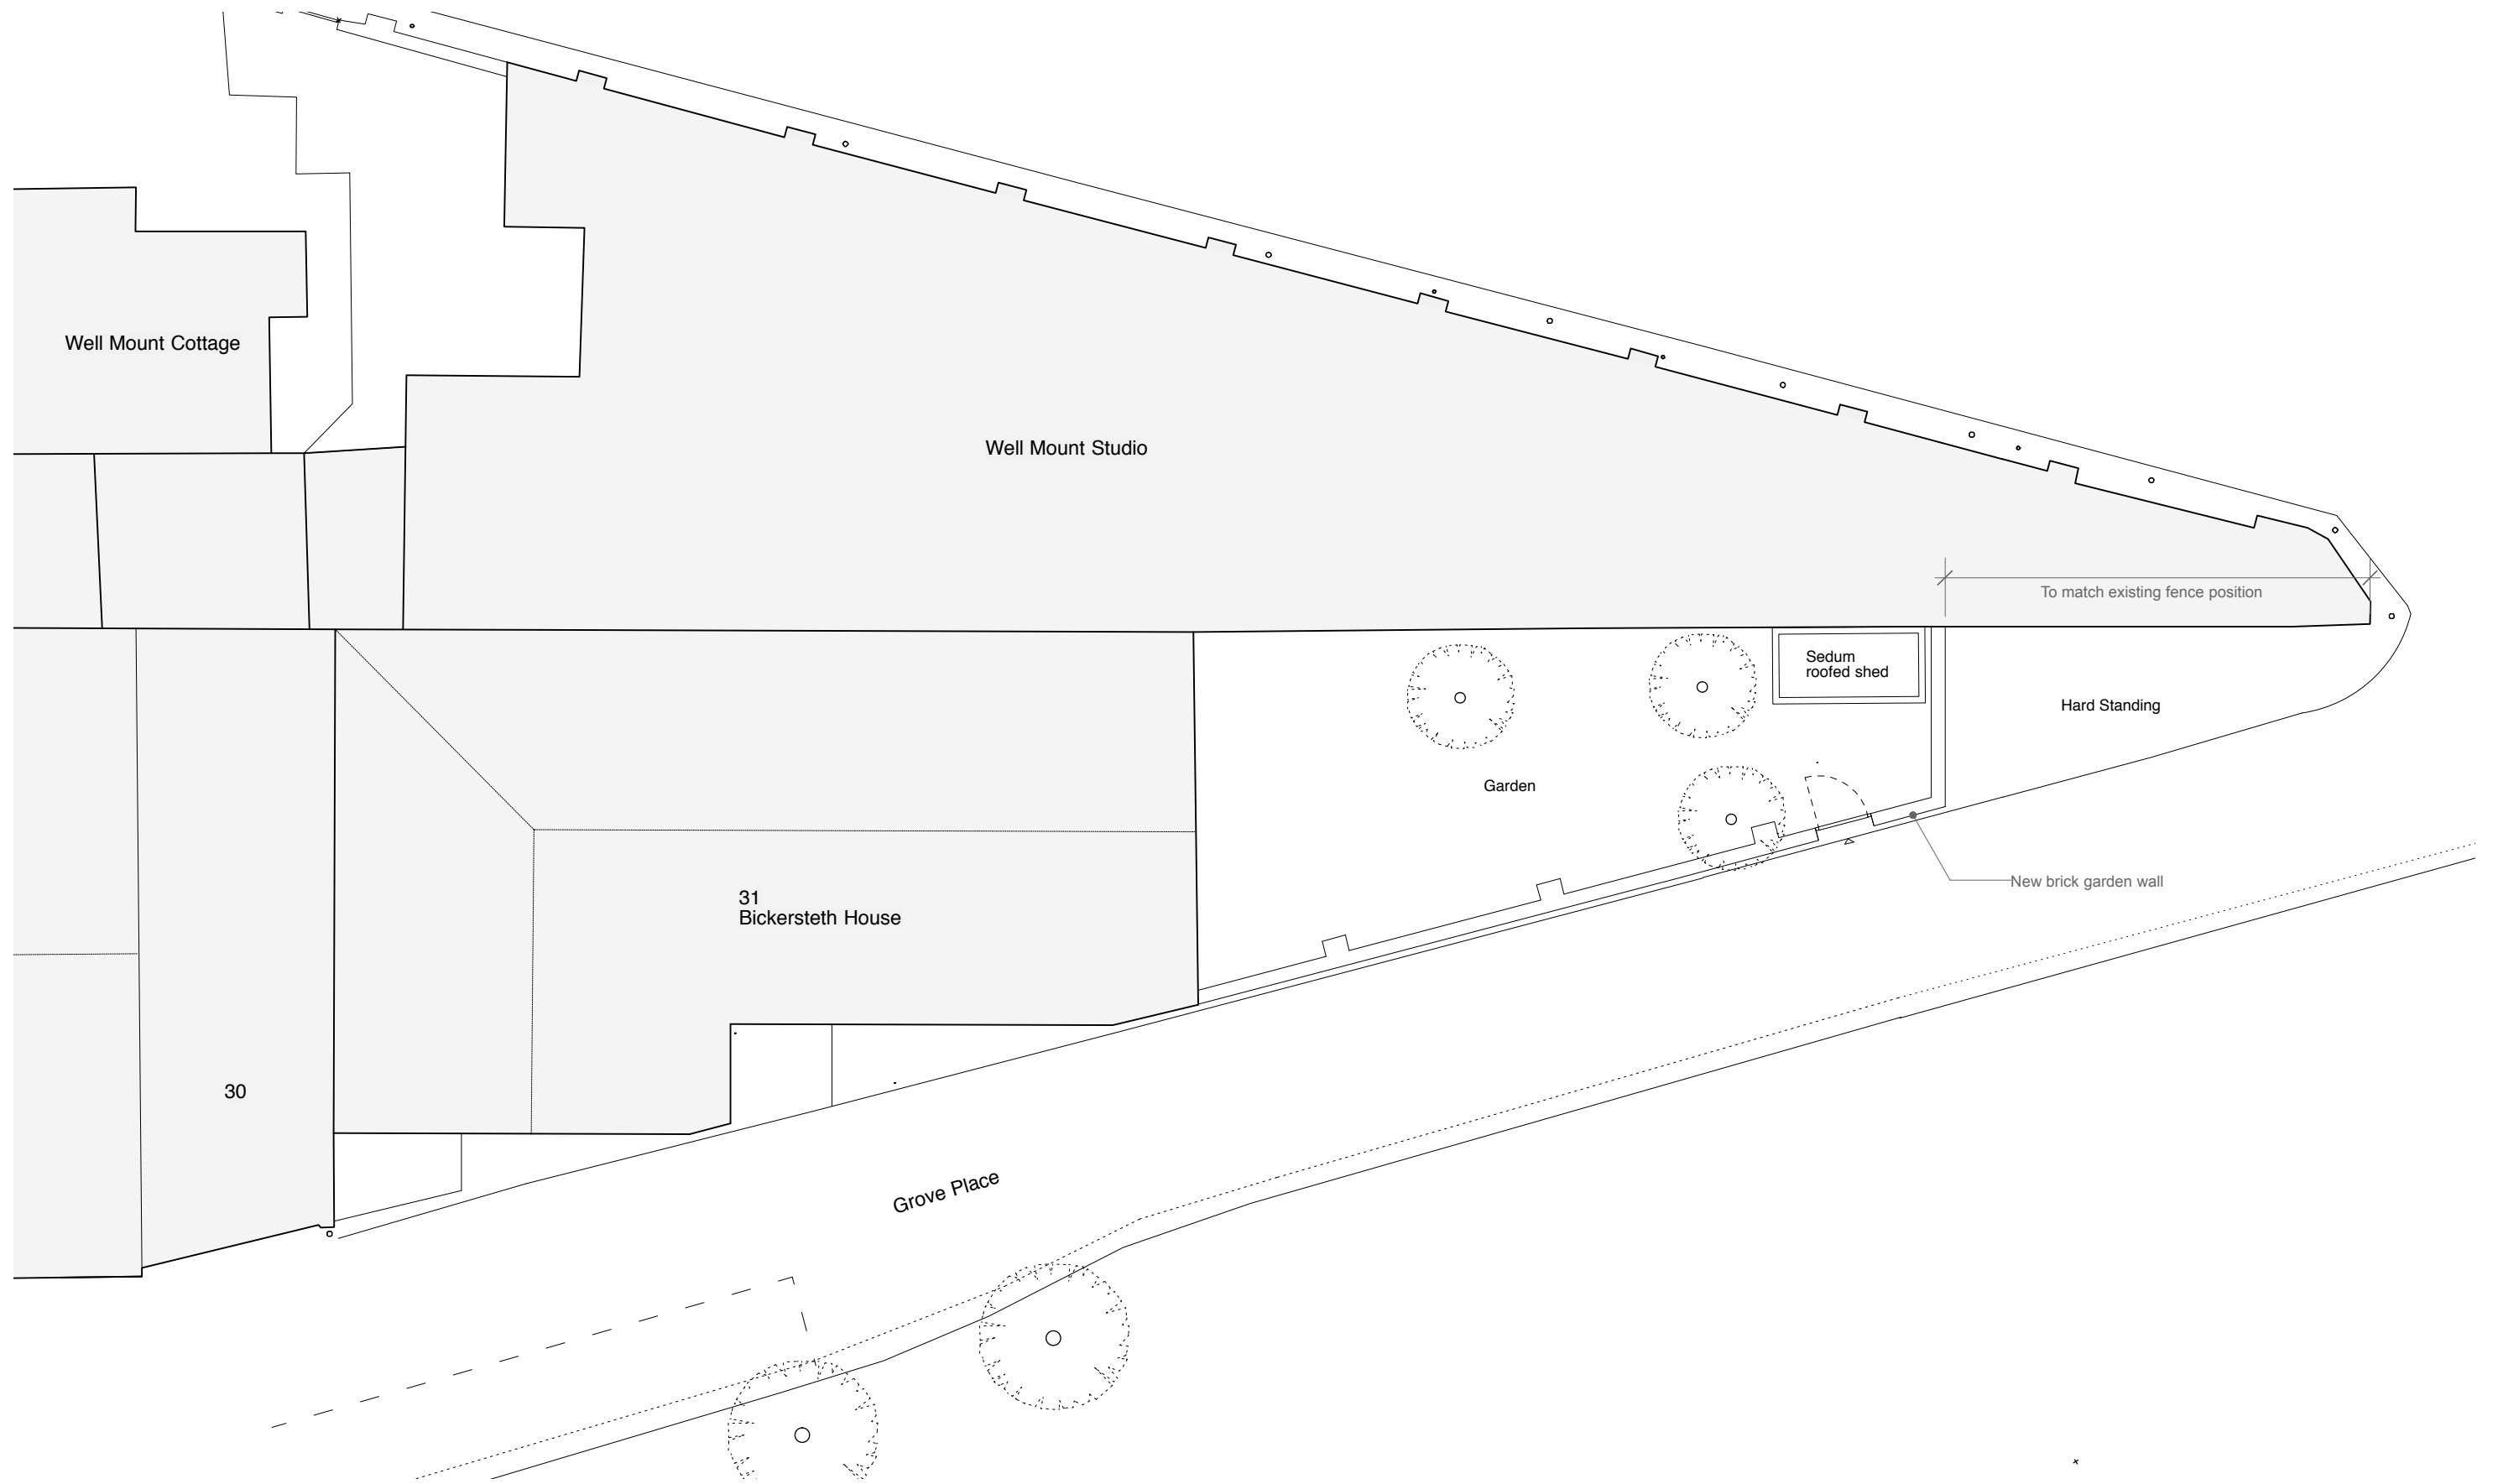 Well Mount Cottage
Well Mount Studio
To match existing fence position
Sedum
roofed shed
Hard Standing
Garden
New brick garden wall
31
Bickersteth House
30
Grove Place